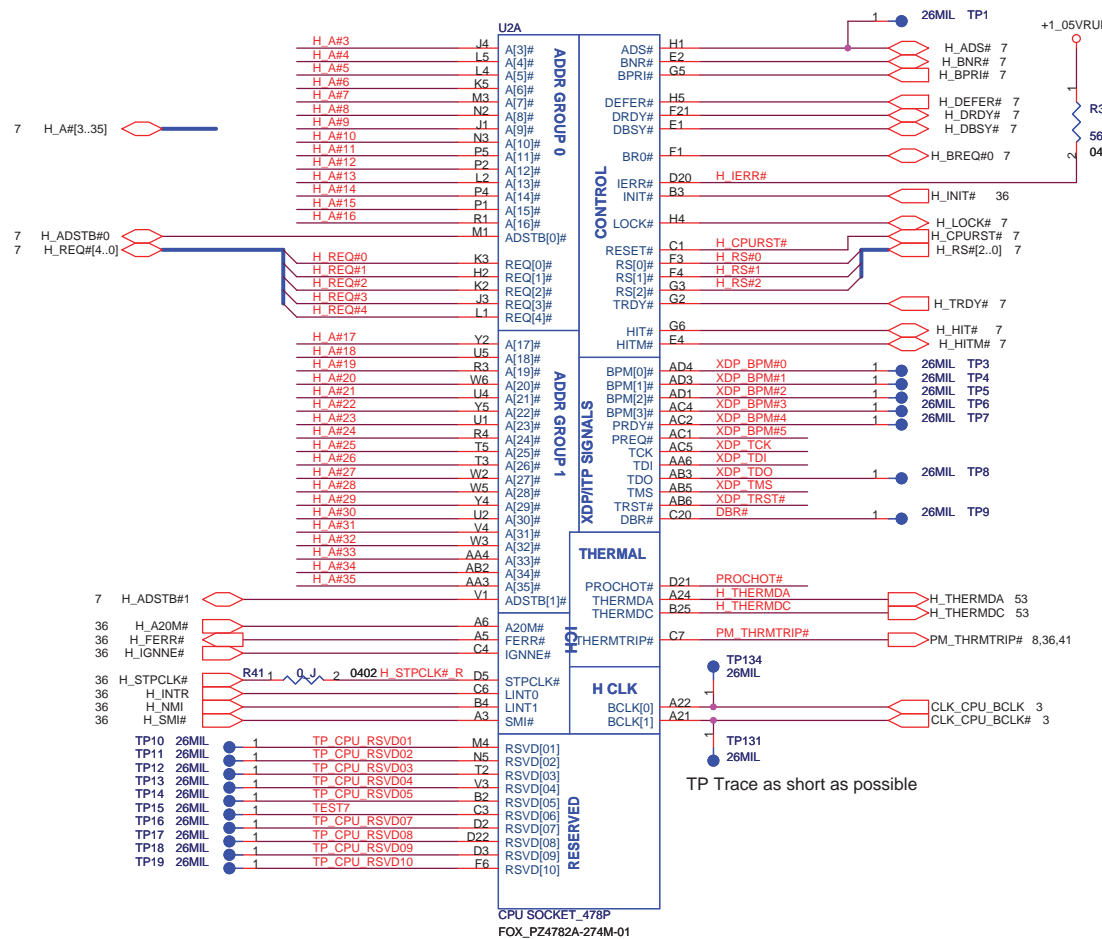 U2A
26MIL TP1
1
+1_05VRUN
H_A#3 J4 A[3]#
H_A#4 L5 A[4]#
H_A#5 L4 A[5]#
H_A#6 K5 A[6]#
H_A#7 M3 A[7]#
H_A#8 N2 A[8]#
H_A#9 J1 A[9]#
H_A#10 N3 A[10]#
H_A#11 P5 A[11]#
H_A#12 P2 A[12]#
H_A#13 L2 A[13]#
H_A#14 P4 A[14]#
H_A#15 P1 A[15]#
H_A#16 R1 A[16]#
M1 ADSTB[0]#
7 H_A#[3..35]
7 H_ADSTB#0
7 H_REQ#[4..0]
H_REQ#0 K3 REQ[0]#
H_REQ#1 H2 REQ[1]#
H_REQ#2 K2 REQ[2]#
H_REQ#3 J3 REQ[3]#
H_REQ#4 L1 REQ[4]#
ADDR GROUP 0
H_A#17 Y2 A[17]#
H_A#18 U5 A[18]#
H_A#19 R3 A[19]#
H_A#20 W6 A[20]#
H_A#21 U4 A[21]#
H_A#22 Y5 A[22]#
H_A#23 U1 A[23]#
H_A#24 R4 A[24]#
H_A#25 T5 A[25]#
H_A#26 T3 A[26]#
H_A#27 W2 A[27]#
H_A#28 W5 A[28]#
H_A#29 Y4 A[29]#
H_A#30 U2 A[30]#
H_A#31 V4 A[31]#
H_A#32 W3 A[32]#
H_A#33 AA4 A[33]#
H_A#34 AB2 A[34]#
H_A#35 AA3 A[35]#
7 H_ADSTB#1 V1 ADSTB[1]#
ADDR GROUP 1
36 H_A20M# A6 A20M#
36 H_FERR# A5 FERR#
36 H_IGNNE# C4 IGNNE#
36 H_STPCLK# R41 1 0_J 2 0402 H_STPCLK#_R D5 STPCLK#
36 H_INTR C6 LINT0
36 H_NMI B4 LINT1
36 H_SMI# A3 SMI#
ICH
TP10 26MIL 1 TP_CPU_RSVD01 M4 RSVD[01]
TP11 26MIL 1 TP_CPU_RSVD02 N5 RSVD[02]
TP12 26MIL 1 TP_CPU_RSVD03 T2 RSVD[03]
TP13 26MIL 1 TP_CPU_RSVD04 V3 RSVD[04]
TP14 26MIL 1 TP_CPU_RSVD05 B2 RSVD[05]
TP15 26MIL 1 TEST7 C3 RSVD[06]
TP16 26MIL 1 TP_CPU_RSVD07 D2 RSVD[07]
TP17 26MIL 1 TP_CPU_RSVD08 D22 RSVD[08]
TP18 26MIL 1 TP_CPU_RSVD09 D3 RSVD[09]
TP19 26MIL 1 TP_CPU_RSVD10 F6 RSVD[10]
RESERVED
ADS# H1 H_ADS# 7
BNR# E2 H_BNR# 7
BPRI# G5 H_BPRI# 7
DEFER# H5 H_DEFER# 7
DRDY# F21 H_DRDY# 7
DBSY# E1 H_DBSY# 7
BR0# F1 H_BREQ#0 7
IERR# D20 H_IERR#
INIT# B3 H_INIT# 36
LOCK# H4 H_LOCK# 7
RESET# C1 H_CPURST# H_CPURST# 7
RS[0]# F3 H_RS#0 H_RS#[2..0] 7
RS[1]# F4 H_RS#1
RS[2]# G3 H_RS#2
TRDY# G2 H_TRDY# 7
HIT# G6 H_HIT# 7
HITM# E4 H_HITM# 7
CONTROL
1
R3
56
2 04
BPM[0]# AD4 XDP_BPM#0 1 26MIL TP3
BPM[1]# AD3 XDP_BPM#1 1 26MIL TP4
BPM[2]# AD1 XDP_BPM#2 1 26MIL TP5
BPM[3]# AC4 XDP_BPM#3 1 26MIL TP6
PRDY# AC2 XDP_BPM#4 1 26MIL TP7
PREQ# AC1 XDP_BPM#5
TCK AC5 XDP_TCK
TDI AA6 XDP_TDI
TDO AB3 XDP_TDO 1 26MIL TP8
TMS AB5 XDP_TMS
TRST# AB6 XDP_TRST#
DBR# C20 DBR# 1 26MIL TP9
XDP/ITP SIGNALS
THERMAL
PROCHOT# D21 PROCHOT#
THERMDA A24 H_THERMDA H_THERMDA 53
THERMDC B25 H_THERMDC H_THERMDC 53
THERMTRIP# C7 PM_THRMTRIP# PM_THRMTRIP# 8,36,41
TP134
26MIL
1
H CLK
BCLK[0] A22 CLK_CPU_BCLK 3
BCLK[1] A21 CLK_CPU_BCLK# 3
1
TP131
26MIL
TP Trace as short as possible
CPU SOCKET_478P
FOX_PZ4782A-274M-01